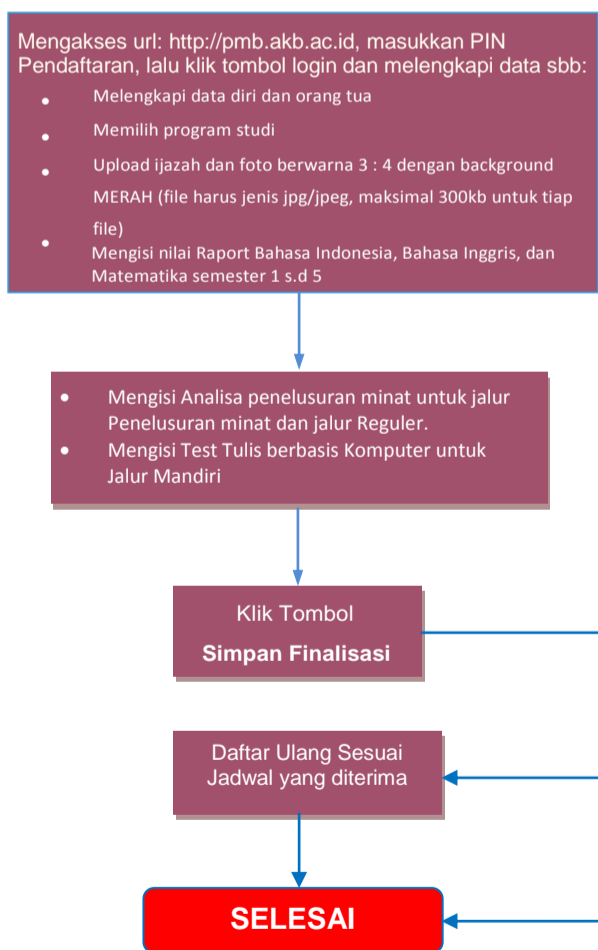 Mengakses url: http://pmb.akb.ac.id, masukkan PIN
Pendaftaran, lalu klik tombol login dan melengkapi data sbb:
• Melengkapi data diri dan orang tua
• Memilih program studi
• Upload ijazah dan foto berwarna 3 : 4 dengan background
MERAH (file harus jenis jpg/jpeg, maksimal 300kb untuk tiap
file)
• Mengisi nilai Raport Bahasa Indonesia, Bahasa Inggris, dan
Matematika semester 1 s.d 5
• Mengisi Analisa penelusuran minat untuk jalur
Penelusuran minat dan jalur Reguler.
• Mengisi Test Tulis berbasis Komputer untuk
Jalur Mandiri
Klik Tombol
Simpan Finalisasi
Daftar Ulang Sesuai
Jadwal yang diterima
SELESAI